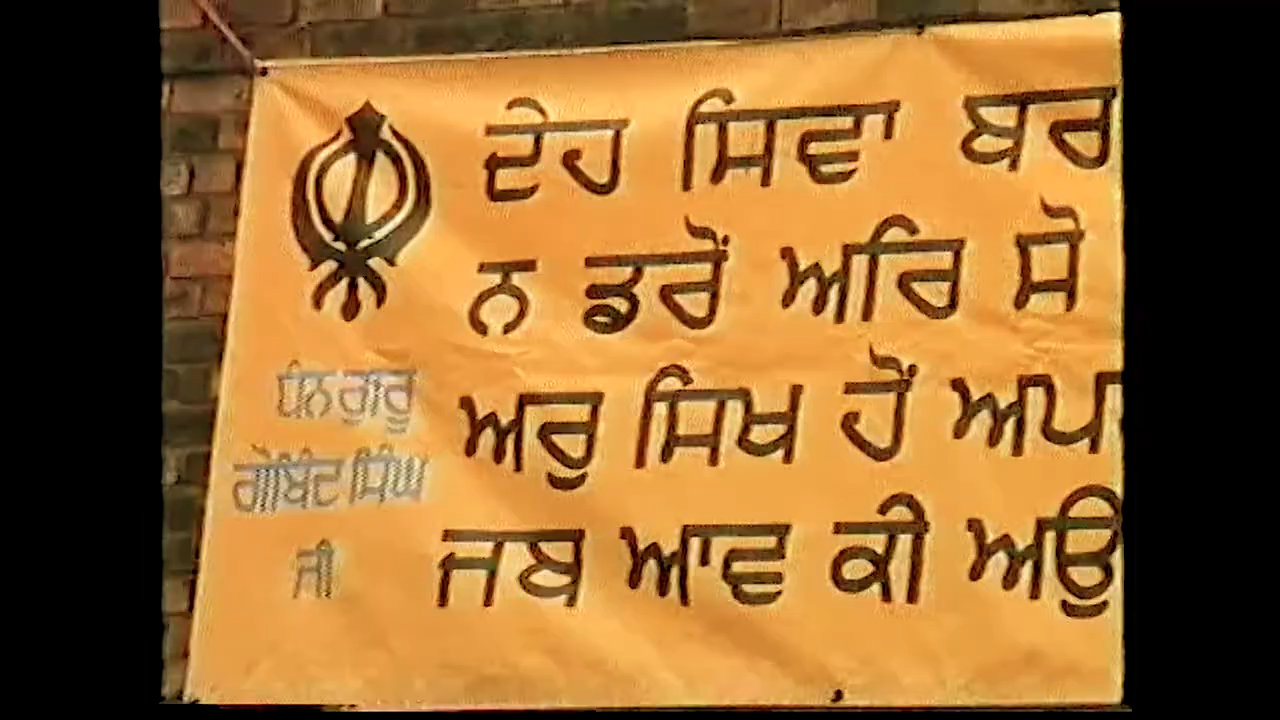 ਦੇਹ ਸਿਵਾ ਬਰ
ਨ ਡਰੋਂ ਅਰਿ ਸੋ
ਅਰੁ ਸਿਖ ਹੋਂ ਅਪ
ਜਬ ਆਵ ਕੀ ਅਉ
ਧੰਨ ਗੁਰੂ
ਗੋਬਿੰਦ ਸਿੰਘ
ਜੀ